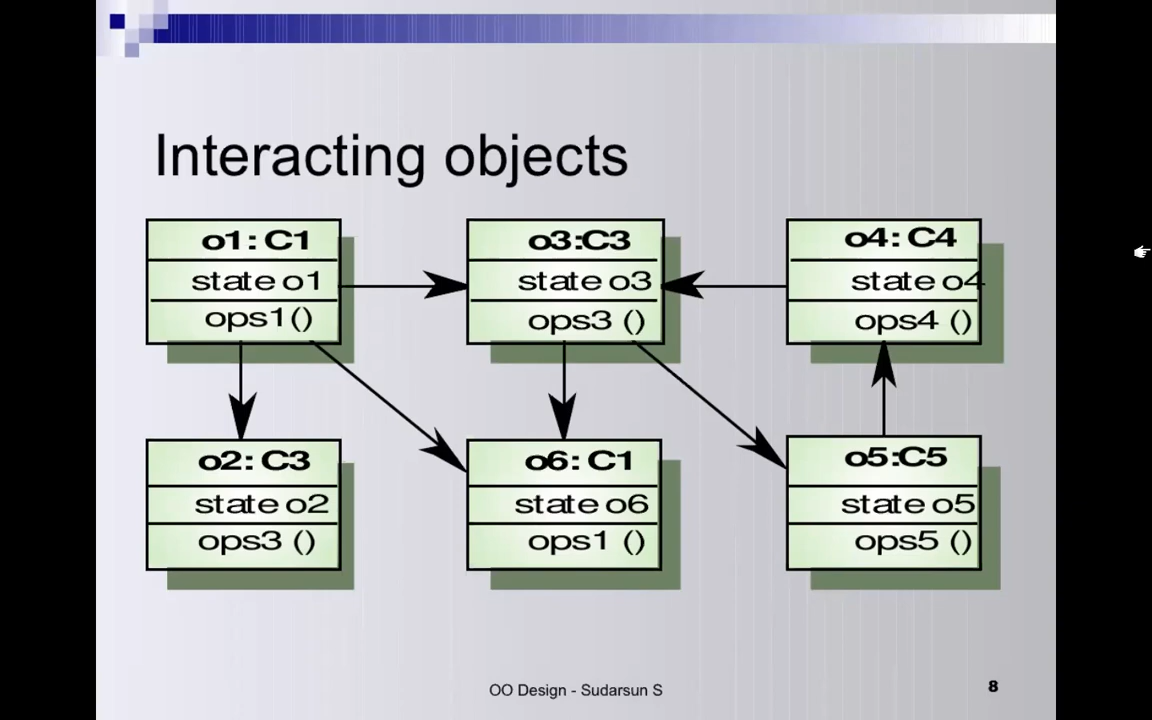 Interacting objects
o1: C1
state o1
ops1()
o3:C3
state o3
ops3 ()
o4: C4
state o4
ops4 ()
o2: C3
state o2
ops3 ()
o6: C1
state o6
ops1 ()
o5:C5
state o5
ops5 ()
OO Design - Sudarsun S
8